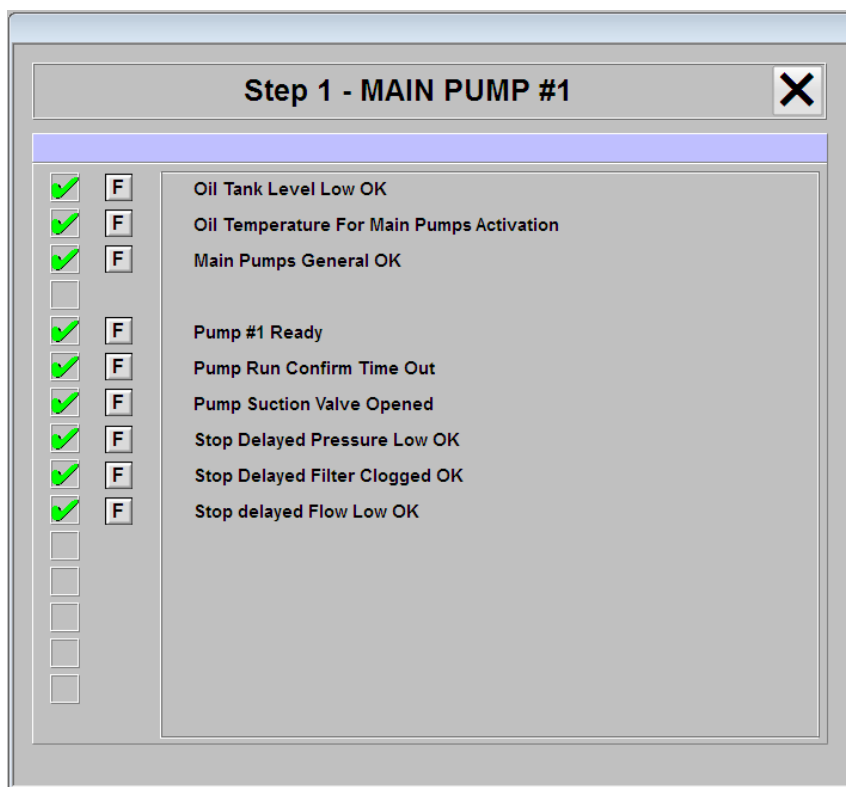 Step 1 - MAIN PUMP #1
F Oil Tank Level Low OK
F Oil Temperature For Main Pumps Activation
F Main Pumps General OK
F Pump #1 Ready
F Pump Run Confirm Time Out
F Pump Suction Valve Opened
F Stop Delayed Pressure Low OK
F Stop Delayed Filter Clogged OK
F Stop delayed Flow Low OK